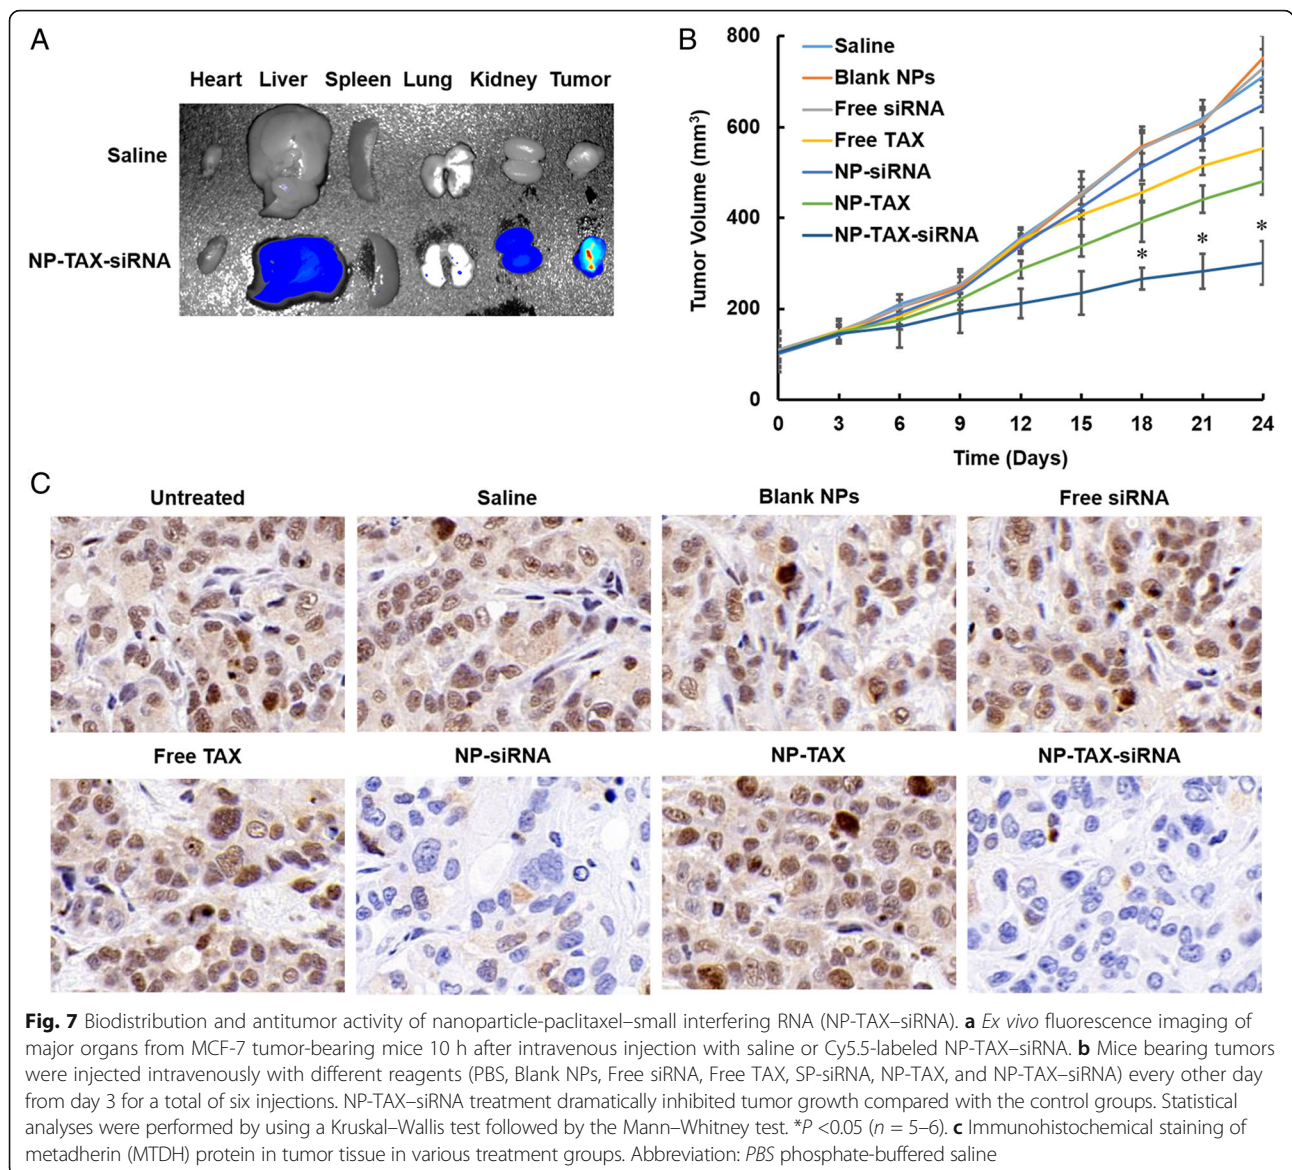 A
Heart Liver Spleen Lung Kidney Tumor
Saline
NP-TAX-siRNA
B
Tumor Volume (mm³)
800
600
400
200
0
Saline
Blank NPs
Free siRNA
Free TAX
NP-siRNA
NP-TAX
NP-TAX-siRNA
* * *
0 3 6 9 12 15 18 21 24
Time (Days)
C
Untreated Saline Blank NPs Free siRNA
Free TAX NP-siRNA NP-TAX NP-TAX-siRNA
Fig. 7 Biodistribution and antitumor activity of nanoparticle-paclitaxel–small interfering RNA (NP-TAX–siRNA). a Ex vivo fluorescence imaging of
major organs from MCF-7 tumor-bearing mice 10 h after intravenous injection with saline or Cy5.5-labeled NP-TAX–siRNA. b Mice bearing tumors
were injected intravenously with different reagents (PBS, Blank NPs, Free siRNA, Free TAX, SP-siRNA, NP-TAX, and NP-TAX–siRNA) every other day
from day 3 for a total of six injections. NP-TAX–siRNA treatment dramatically inhibited tumor growth compared with the control groups. Statistical
analyses were performed by using a Kruskal–Wallis test followed by the Mann–Whitney test. *P <0.05 (n = 5–6). c Immunohistochemical staining of
metadherin (MTDH) protein in tumor tissue in various treatment groups. Abbreviation: PBS phosphate-buffered saline